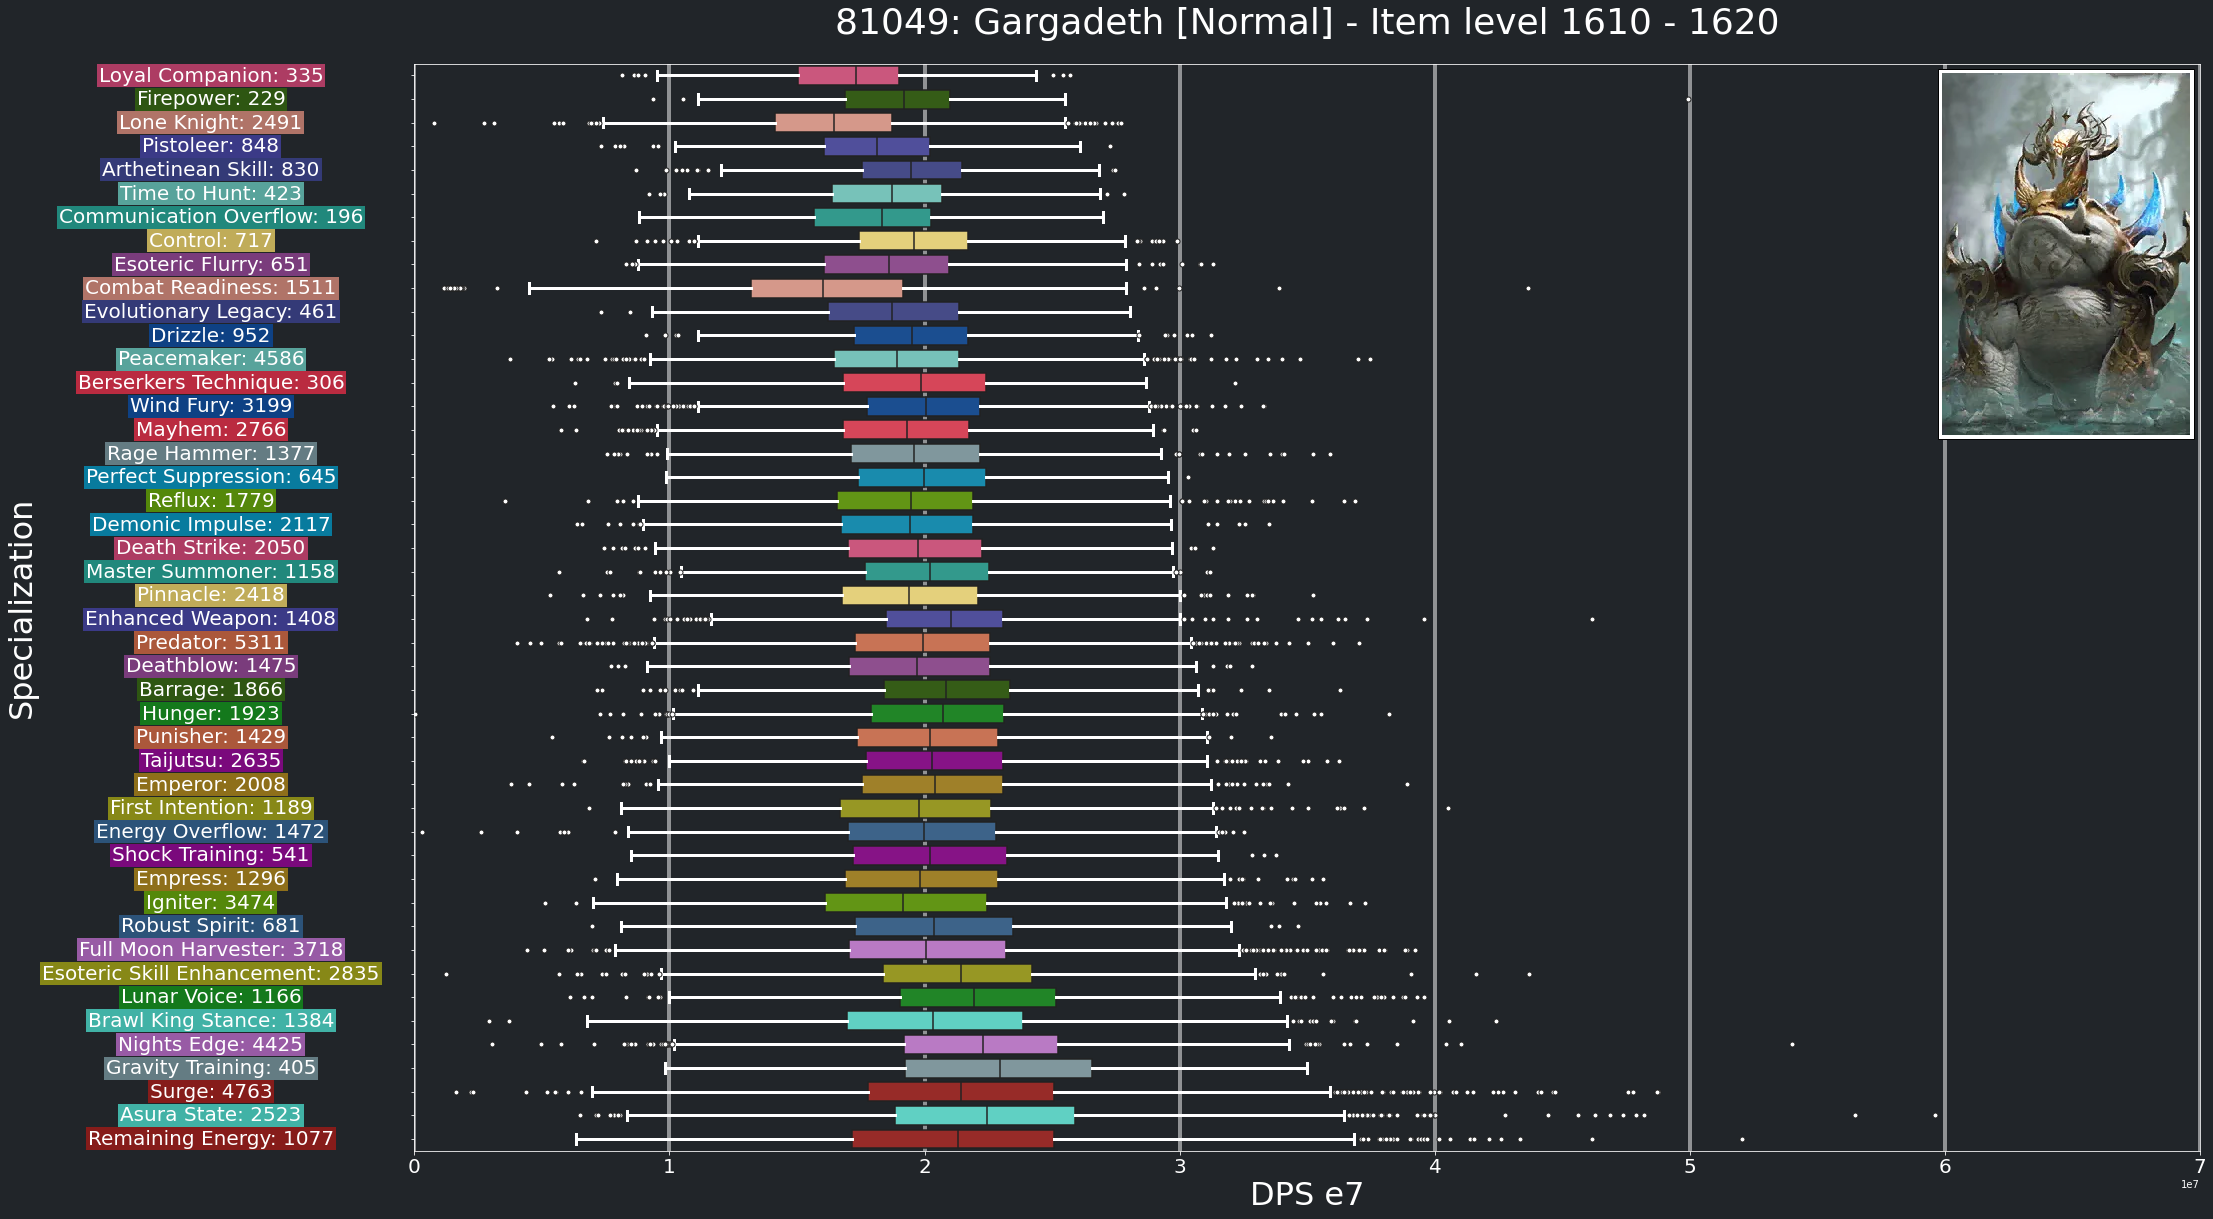 81049: Gargadeth [Normal] - Item level 1610 - 1620
Specialization
Loyal Companion: 335
Firepower: 229
Lone Knight: 2491
Pistoleer: 848
Arthetinean Skill: 830
Time to Hunt: 423
Communication Overflow: 196
Control: 717
Esoteric Flurry: 651
Combat Readiness: 1511
Evolutionary Legacy: 461
Drizzle: 952
Peacemaker: 4586
Berserkers Technique: 306
Wind Fury: 3199
Mayhem: 2766
Rage Hammer: 1377
Perfect Suppression: 645
Reflux: 1779
Demonic Impulse: 2117
Death Strike: 2050
Master Summoner: 1158
Pinnacle: 2418
Enhanced Weapon: 1408
Predator: 5311
Deathblow: 1475
Barrage: 1866
Hunger: 1923
Punisher: 1429
Taijutsu: 2635
Emperor: 2008
First Intention: 1189
Energy Overflow: 1472
Shock Training: 541
Empress: 1296
Igniter: 3474
Robust Spirit: 681
Full Moon Harvester: 3718
Esoteric Skill Enhancement: 2835
Lunar Voice: 1166
Brawl King Stance: 1384
Nights Edge: 4425
Gravity Training: 405
Surge: 4763
Asura State: 2523
Remaining Energy: 1077
0 1 2 3 4 5 6 7
1e7
DPS e7